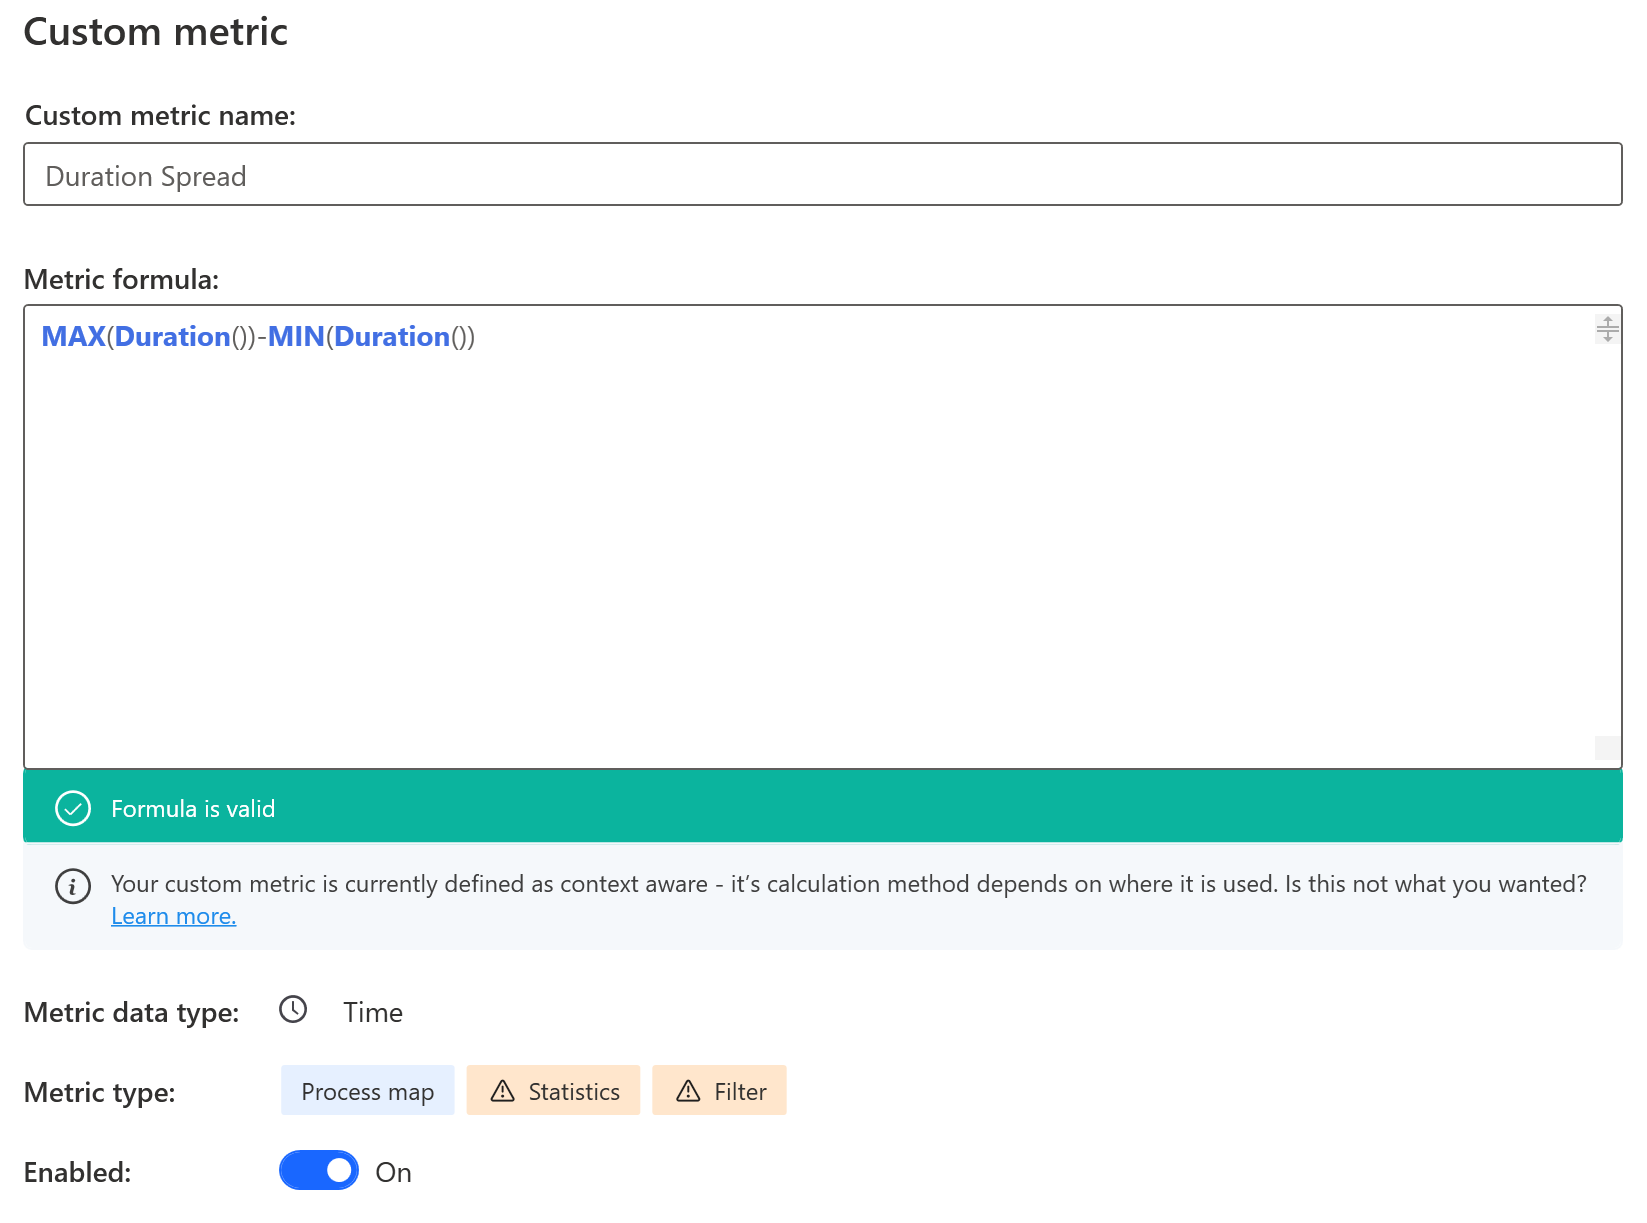 Custom metric
Custom metric name:
Duration Spread
Metric formula:
MAX(Duration())-MIN(Duration())
Formula is valid
Your custom metric is currently defined as context aware - it’s calculation method depends on where it is used. Is this not what you wanted?
Learn more.
Metric data type: Time
Metric type: Process map Statistics Filter
Enabled: On